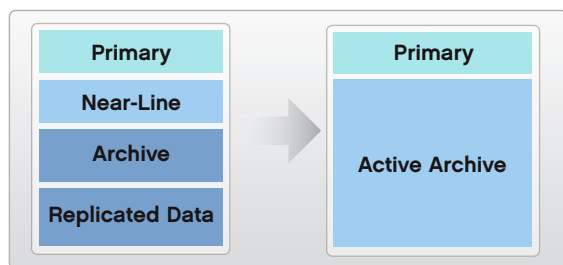 Primary
Near-Line
Archive
Replicated Data
Primary
Active Archive